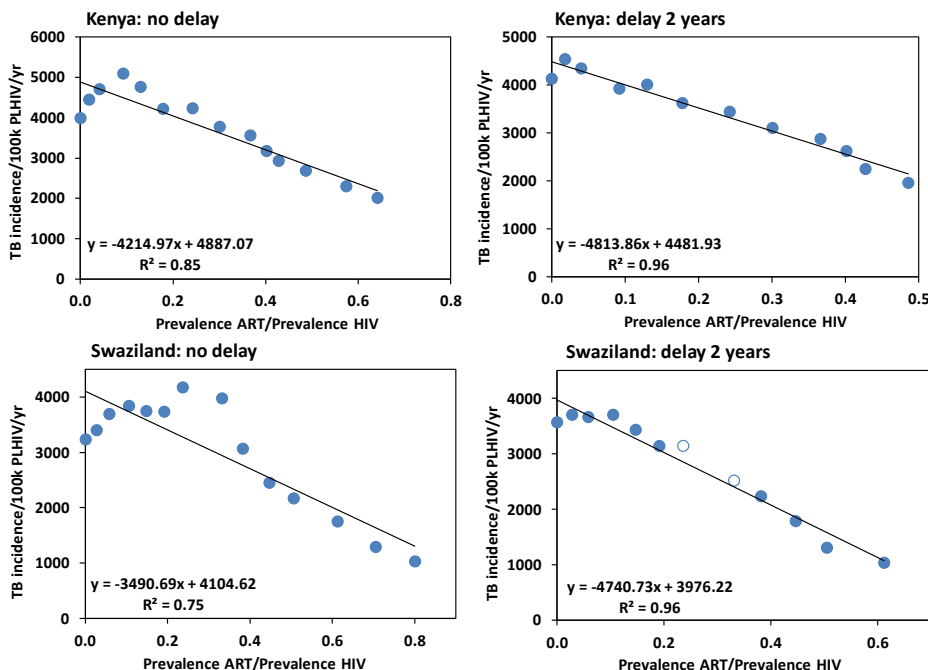 Kenya: no delay
6000
5000
4000
3000
2000
1000
0
TB incidence/100k PLHIV/yr
y = -4214.97x + 4887.07
R² = 0.85
0.0 0.2 0.4 0.6 0.8
Prevalence ART/Prevalence HIV
Kenya: delay 2 years
5000
4000
3000
2000
1000
0
TB incidence/100k PLHIV/yr
y = -4813.86x + 4481.93
R² = 0.96
0.0 0.1 0.2 0.3 0.4 0.5
Prevalence ART/Prevalence HIV
Swaziland: no delay
4000
3000
2000
1000
0
TB incidence/100k PLHIV/yr
y = -3490.69x + 4104.62
R² = 0.75
0.0 0.2 0.4 0.6 0.8
Prevalence ART/Prevalence HIV
Swaziland: delay 2 years
4000
3000
2000
1000
0
TB incidence/100k PLHIV/yr
y = -4740.73x + 3976.22
R² = 0.96
0.0 0.2 0.4 0.6
Prevalence ART/Prevalence HIV